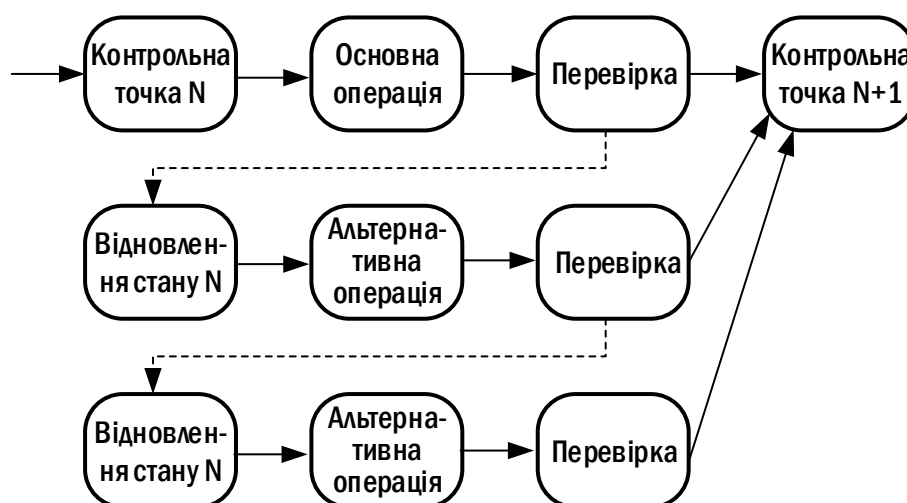 Контрольна
точка N
Основна
операція
Перевірка
Контрольна
точка N+1
Відновлен-
ня стану N
Альтерна-
тивна
операція
Перевірка
Відновлен-
ня стану N
Альтерна-
тивна
операція
Перевірка